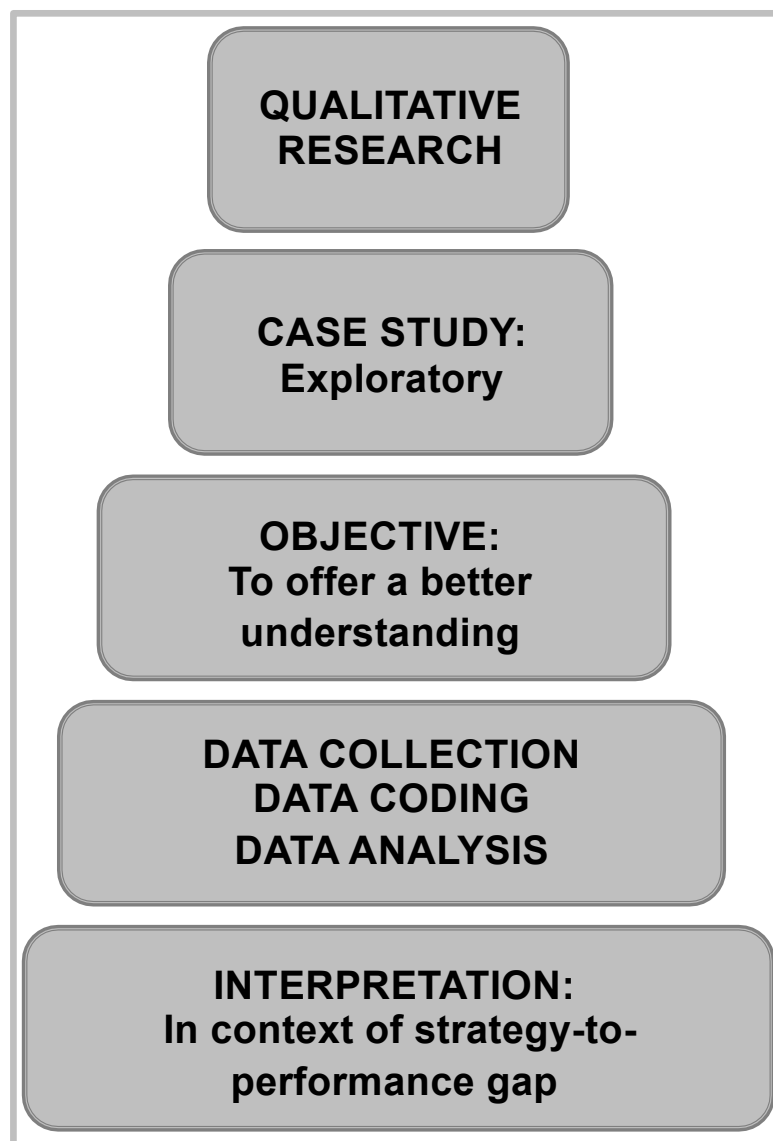 QUALITATIVE
RESEARCH
CASE STUDY:
Exploratory
OBJECTIVE:
To offer a better
understanding
DATA COLLECTION
DATA CODING
DATA ANALYSIS
INTERPRETATION:
In context of strategy-to-
performance gap